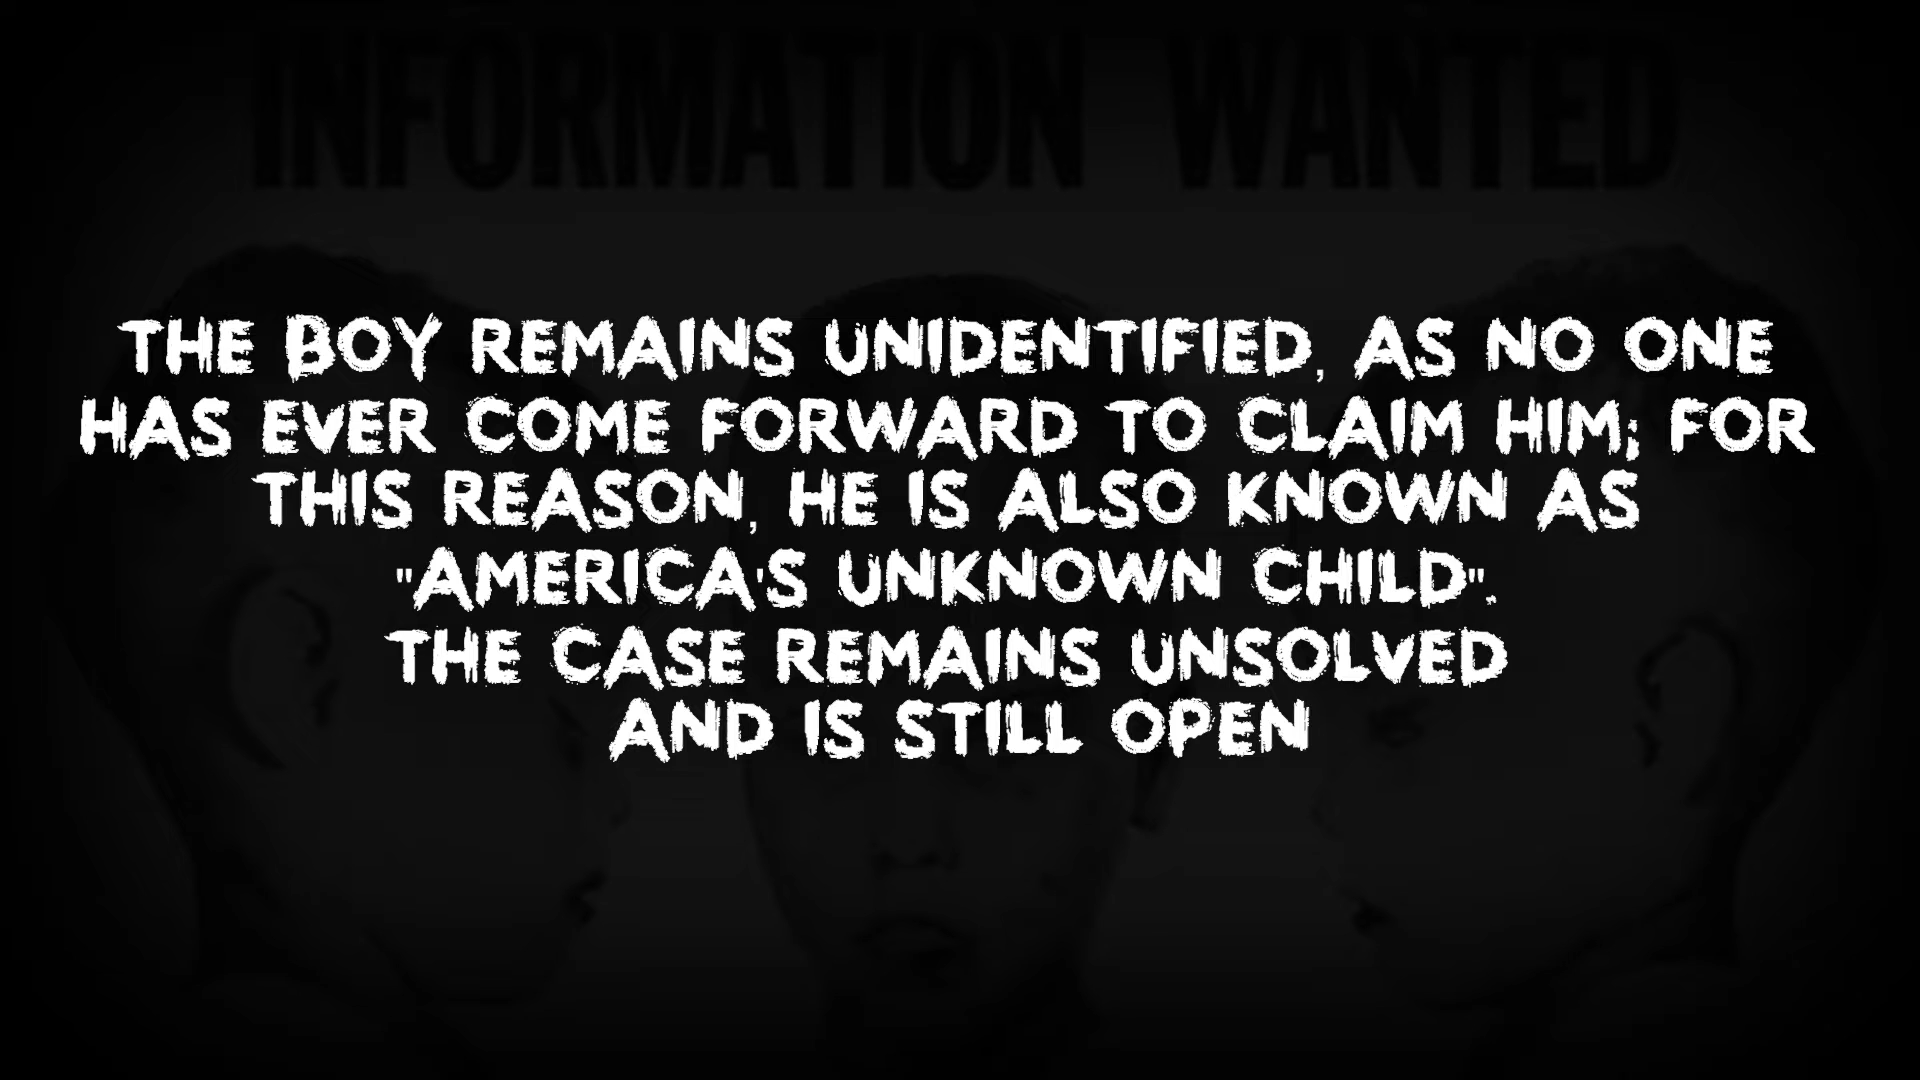 INFORMATION WANTED
THE BOY REMAINS UNIDENTIFIED, AS NO ONE
HAS EVER COME FORWARD TO CLAIM HIM; FOR
THIS REASON, HE IS ALSO KNOWN AS
"AMERICA'S UNKNOWN CHILD".
THE CASE REMAINS UNSOLVED
AND IS STILL OPEN